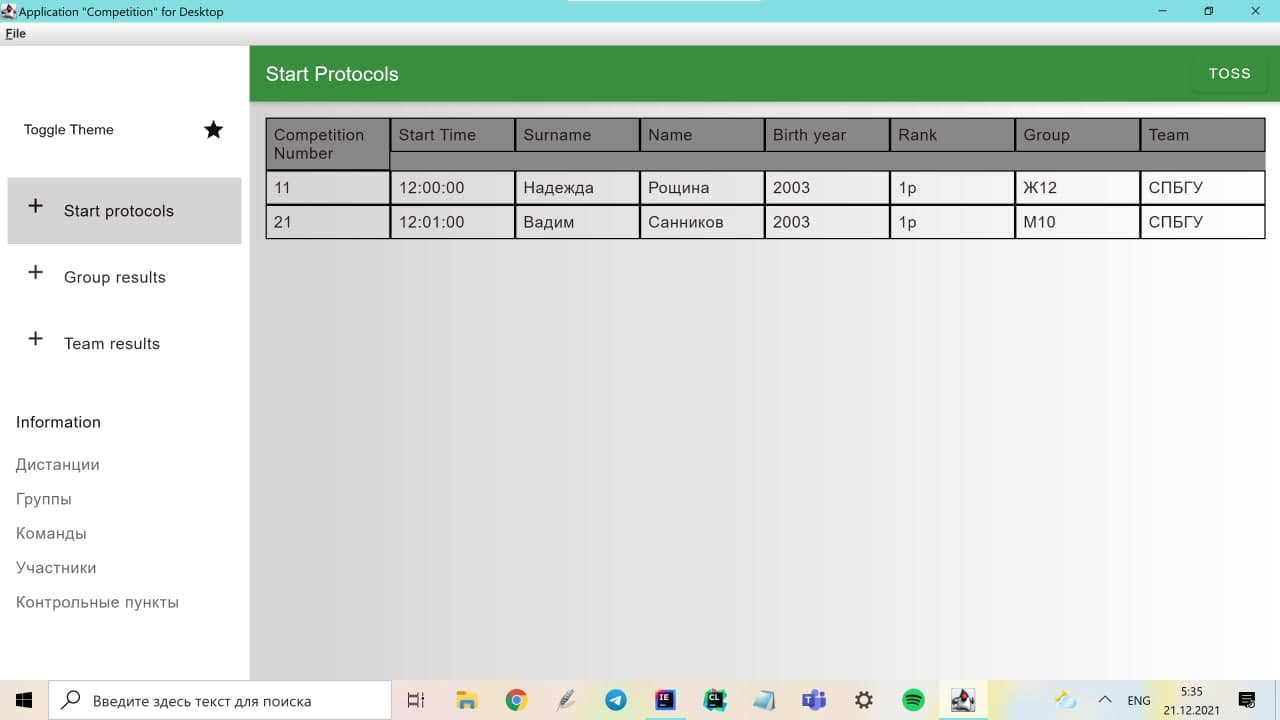 Application "Competition" for Desktop
File
Start Protocols
TOSS
Toggle Theme
Start protocols
Group results
Team results
Information
Дистанции
Группы
Команды
Участники
Контрольные пункты
Competition Number Start Time Surname Name Birth year Rank Group Team
11 12:00:00 Надежда Рощина 2003 1р Ж12 СПБГУ
21 12:01:00 Вадим Санников 2003 1р М10 СПБГУ
Введите здесь текст для поиска
IE
CL
ENG
5:35
21.12.2021